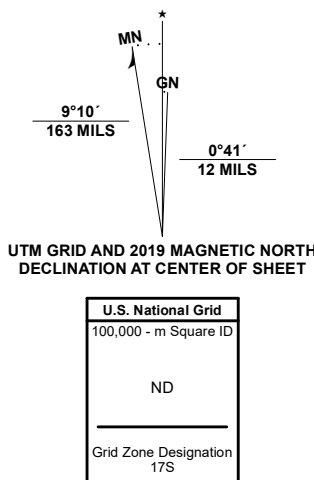 ★
MN
GN
9°10´
163 MILS
0°41´
12 MILS
UTM GRID AND 2019 MAGNETIC NORTH
DECLINATION AT CENTER OF SHEET
U.S. National Grid
100,000 - m Square ID
ND
Grid Zone Designation
17S